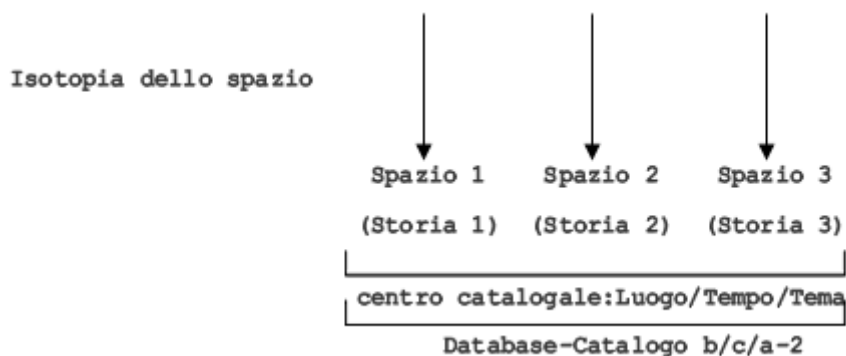 Isotopia dello spazio
Spazio 1 Spazio 2 Spazio 3
(Storia 1) (Storia 2) (Storia 3)
centro catalogale:Luogo/Tempo/Tema
Database-Catalogo b/c/a-2